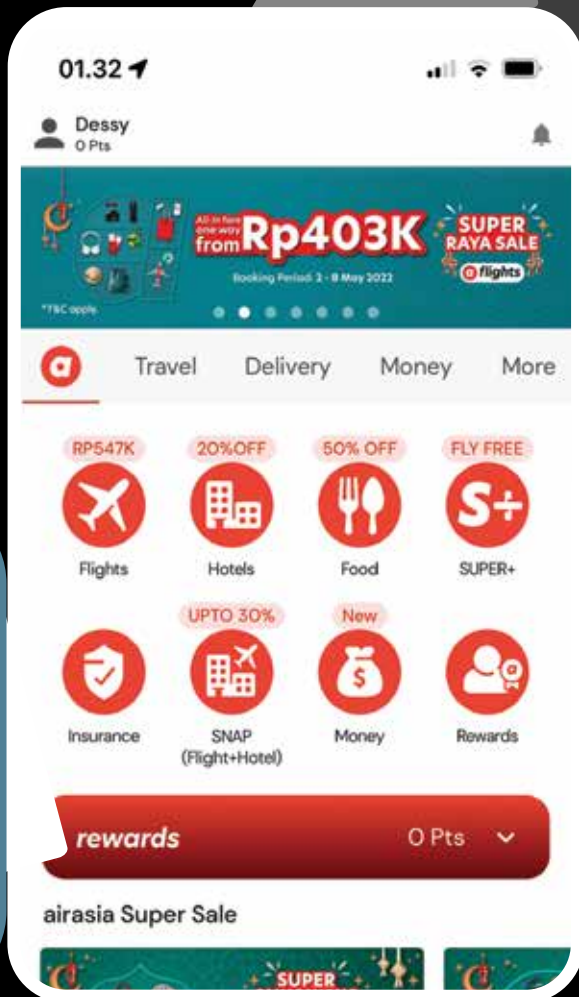 01.32
Dessy
0 Pts
All in fare
one way
from Rp403K
SUPER
RAYA SALE
a flights
Booking Period: 2 - 8 May 2022
*T&C apply.
a
Travel
Delivery
Money
More
RP547K
20%OFF
50% OFF
FLY FREE
S+
Flights
Hotels
Food
SUPER+
UPTO 30%
New
$
a
Insurance
SNAP
(Flight+Hotel)
Money
Rewards
rewards
0 Pts
airasia Super Sale
SUPER